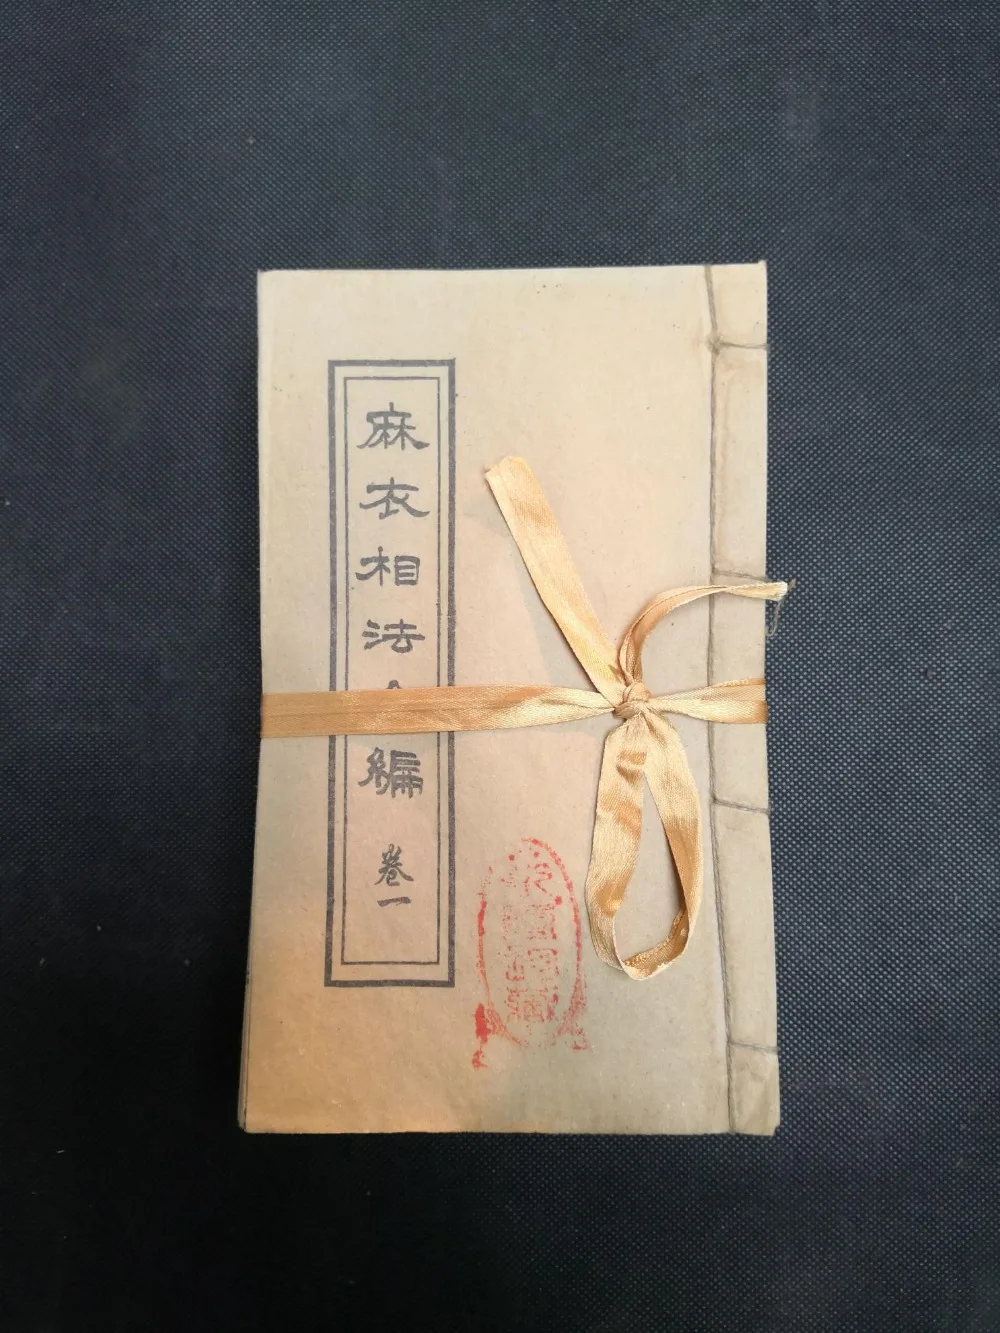 麻衣相法 編
卷一